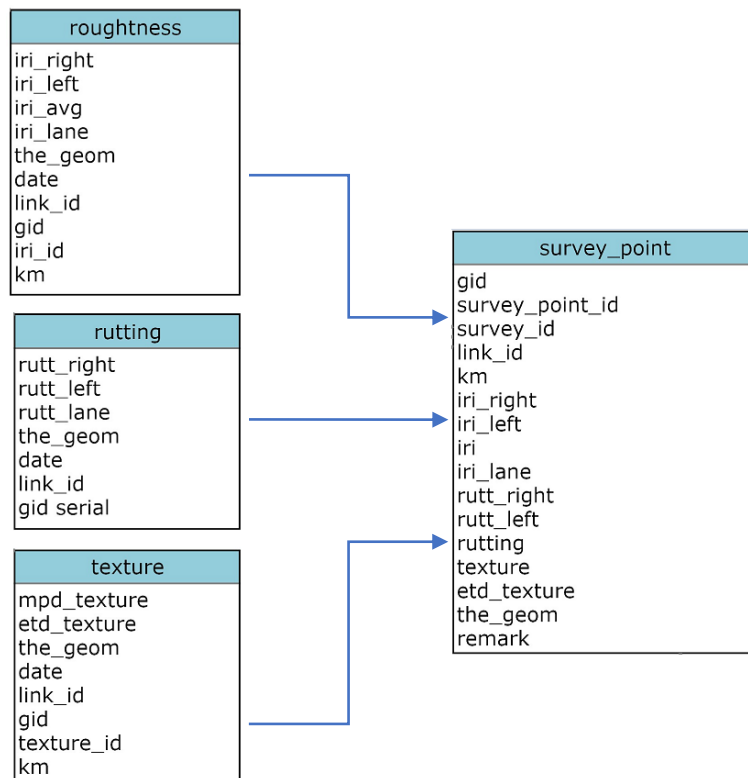 roughtness
iri_right
iri_left
iri_avg
iri_lane
the_geom
date
link_id
gid
iri_id
km
rutting
rutt_right
rutt_left
rutt_lane
the_geom
date
link_id
gid serial
texture
mpd_texture
etd_texture
the_geom
date
link_id
gid
texture_id
km
survey_point
gid
survey_point_id
survey_id
link_id
km
iri_right
iri_left
iri
iri_lane
rutt_right
rutt_left
rutting
texture
etd_texture
the_geom
remark